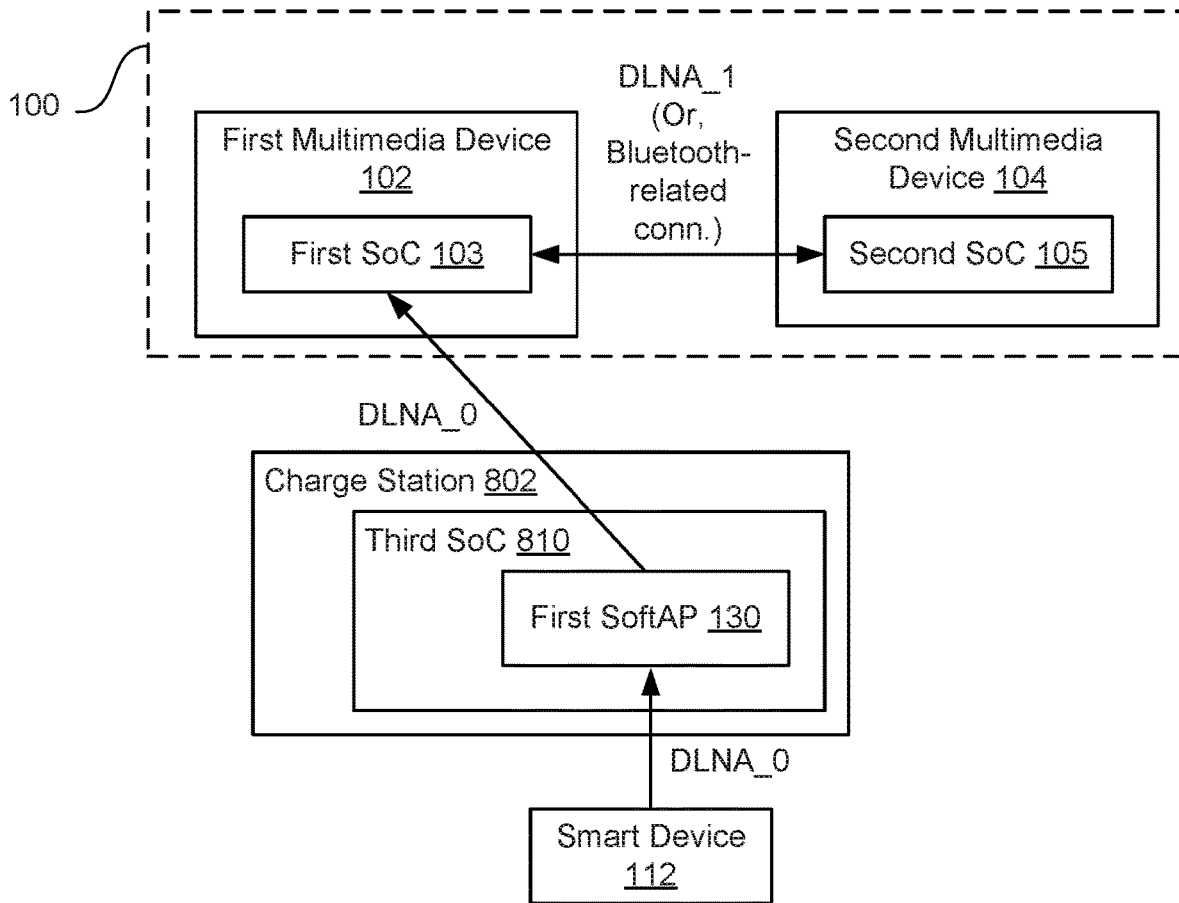 100
First Multimedia Device
102
First SoC 103
DLNA_1
(Or,
Bluetooth-
related
conn.)
Second Multimedia
Device 104
Second SoC 105
DLNA_0
Charge Station 802
Third SoC 810
First SoftAP 130
DLNA_0
Smart Device
112